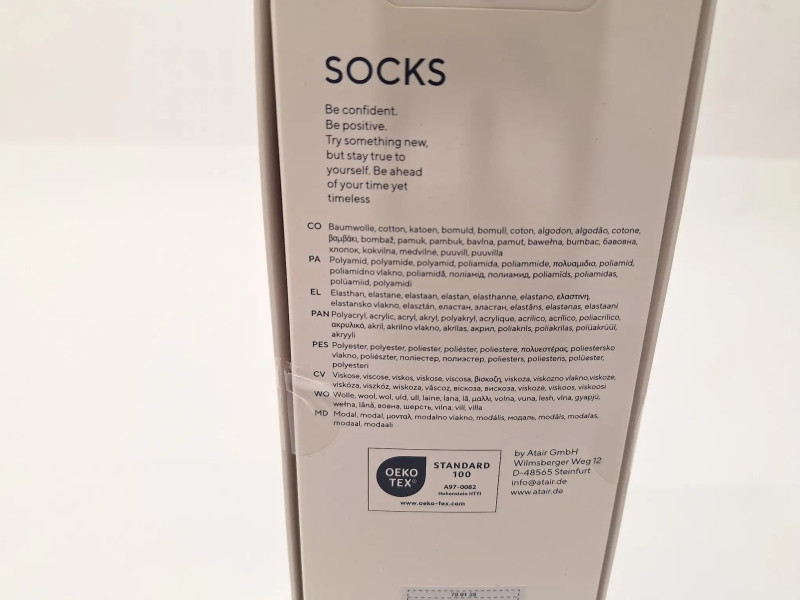 SOCKS
Be confident.
Be positive.
Try something new,
but stay true to
yourself. Be ahead
of your time yet
timeless
CO Baumwolle, cotton, katoen, bomuld, bomull, coton, algodon, algodão, cotone,
βαμβάκι, bombaž, pamuk, pambuk, bavlna, pamut, bawełna, bumbac, бавовна,
хлопок, kokvilna, medvilnė, puuvill, puuvilla
PA Polyamid, polyamide, polyamid, poliamida, poliammide, πολυαμίδιο, poliamid,
poliamidno vlakno, poliamidă, поліамід, полиамид, poliamīds, poliamidas,
polüamiid, polyamidi
EL Elasthan, elastane, elastaan, elastan, elasthanne, elastano, ελαστίνη,
elastansko vlakno, elasztán, еластан, эластан, elastāns, elastanas, elastaani
PAN Polyacryl, acrylic, acryl, akryl, polyakryl, acrylique, acrilico, acrílico, poliacrilico,
ακρυλικό, akril, akrilno vlakno, akrilas, акрил, poliakrils, poliakrilas, polüakrüül,
akryyli
PES Polyester, polyester, poliester, poliéster, poliestere, πολυεστέρας, poliestersko
vlakno, poliészter, поліестер, полиэстер, poliesters, poliesteris, polüester,
polyesteri
CV Viskose, viscose, viskos, viskose, viscosa, βισκόζη, viskoza, viskozno vlakno,viskoze,
viskóza, viszkóz, wiskoza, vâscoz, віскоза, вискоза, viskozė, viskoos, viskoosi
WO Wolle, wool, wol, uld, ull, laine, lana, lã, μαλλί, volna, vuna, lesh, vlna, gyapjú,
wełna, lână, вовна, шерсть, vilna, vill, villa
MD Modal, modal, μοντάλ, modalno vlakno, modális, модаль, modāls, modalas,
modaal, modaali
OEKO
TEX®
STANDARD
100
A97-0082
Hohenstein HTTI
www.oeko-tex.com
by Atair GmbH
Wilmsberger Weg 12
D-48565 Steinfurt
info@atair.de
www.atair.de